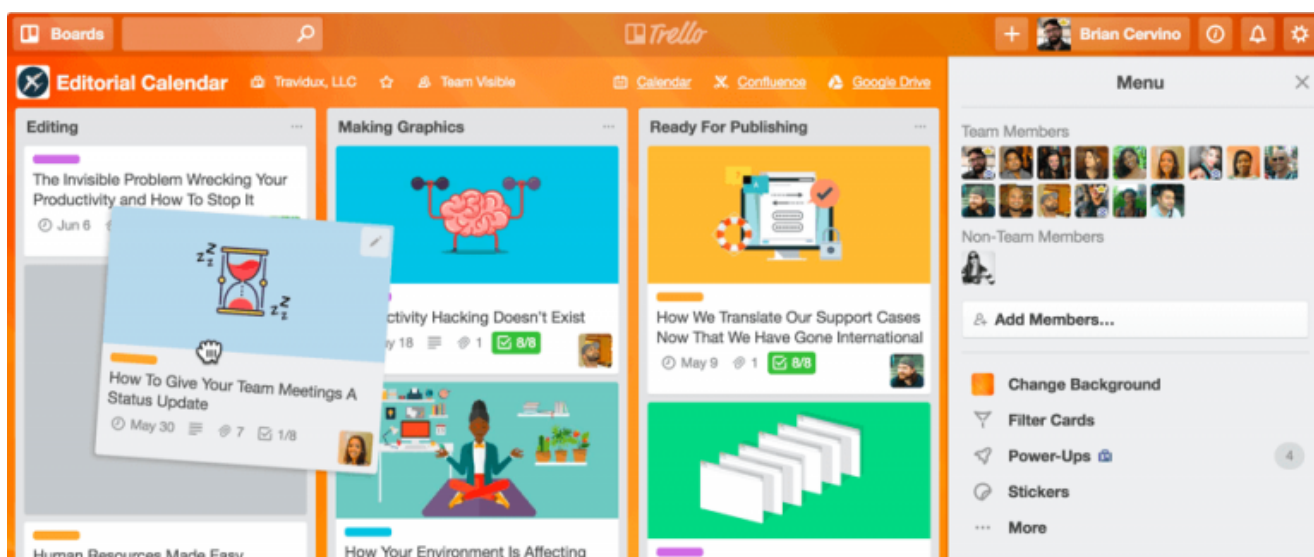 Boards
Trello
Brian Cervino
Editorial Calendar
Travidux, LLC
Team Visible
Calendar
Confluence
Google Drive
Menu
Editing
Making Graphics
Ready For Publishing
Team Members
The Invisible Problem Wrecking Your
Productivity and How To Stop It
Jun 6
Non-Team Members
Add Members...
z z z
z z z
How To Give Your Team Meetings A
Status Update
May 30
7
1/8
ctivity Hacking Doesn't Exist
y 18
1
8/8
How We Translate Our Support Cases
Now That We Have Gone International
May 9
1
8/8
Change Background
Filter Cards
Power-Ups
4
Stickers
More
Human Resources Made Easy
How Your Environment Is Affecting